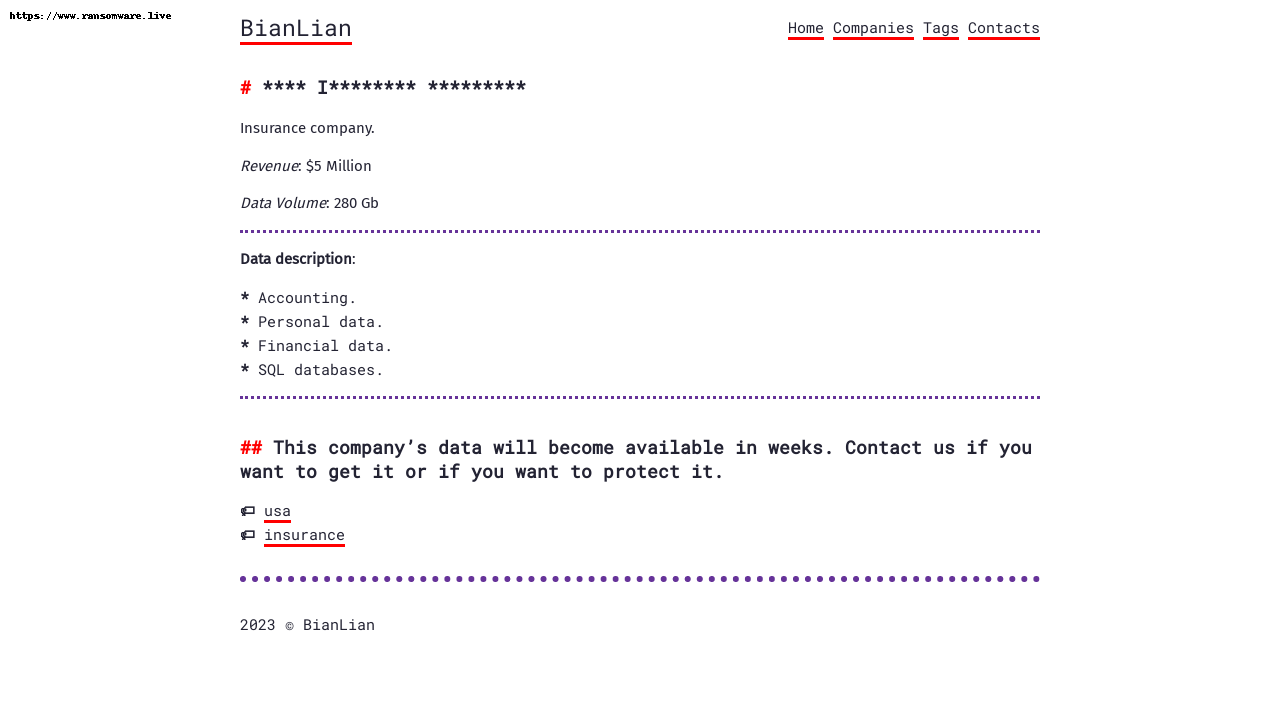 https://www.ransomware.live
BianLian
Home Companies Tags Contacts
# **** I******** *********
Insurance company.
Revenue: $5 Million
Data Volume: 280 Gb
Data description:
* Accounting.
* Personal data.
* Financial data.
* SQL databases.
## This company’s data will become available in weeks. Contact us if you
want to get it or if you want to protect it.
usa
insurance
2023 © BianLian